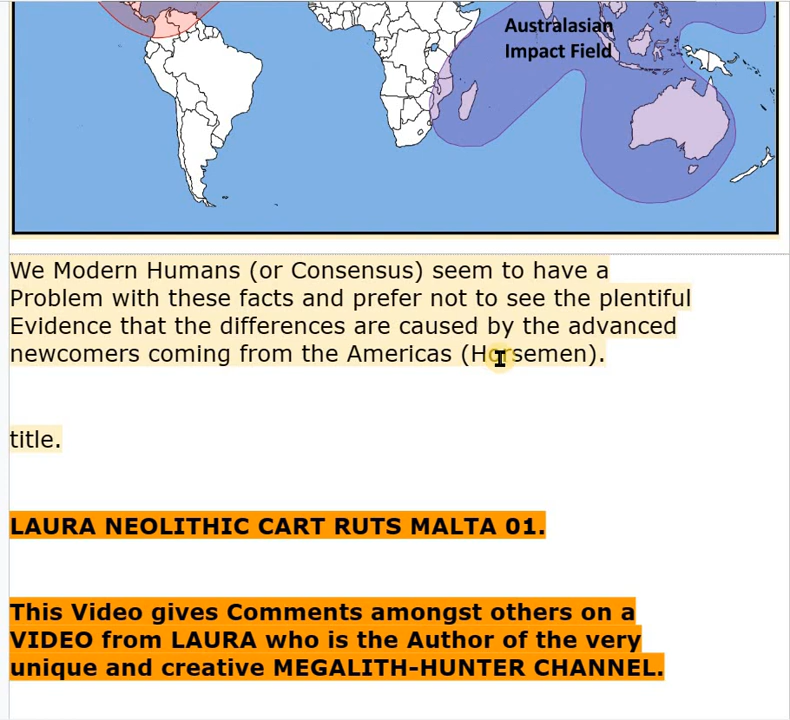 Australasian
Impact Field
We Modern Humans (or Consensus) seem to have a
Problem with these facts and prefer not to see the plentiful
Evidence that the differences are caused by the advanced
newcomers coming from the Americas (Horsemen).
title.
LAURA NEOLITHIC CART RUTS MALTA 01.
This Video gives Comments amongst others on a
VIDEO from LAURA who is the Author of the very
unique and creative MEGALITH-HUNTER CHANNEL.